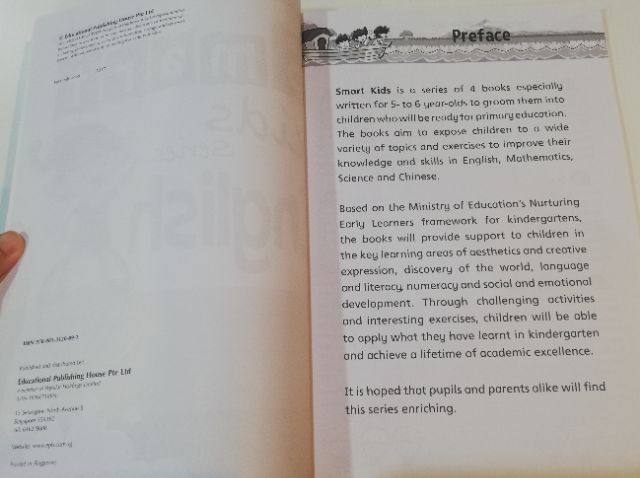 © Educational Publishing House Pte Ltd
Published and distributed by:
Educational Publishing House Pte Ltd
Preface
Smart Kids is a series of 4 books especially
written for 5- to 6 year-olds to groom them into
children who will be ready for primary education.
The books aim to expose children to a wide
variety of topics and exercises to improve their
knowledge and skills in English, Mathematics,
Science and Chinese.
Based on the Ministry of Education's Nurturing
Early Learners framework for kindergartens,
the books will provide support to children in
the key learning areas of aesthetics and creative
expression, discovery of the world, language
and literacy, numeracy and social and emotional
development. Through challenging activities
and interesting exercises, children will be able
to apply what they have learnt in kindergarten
and achieve a lifetime of academic excellence.
It is hoped that pupils and parents alike will find
this series enriching.